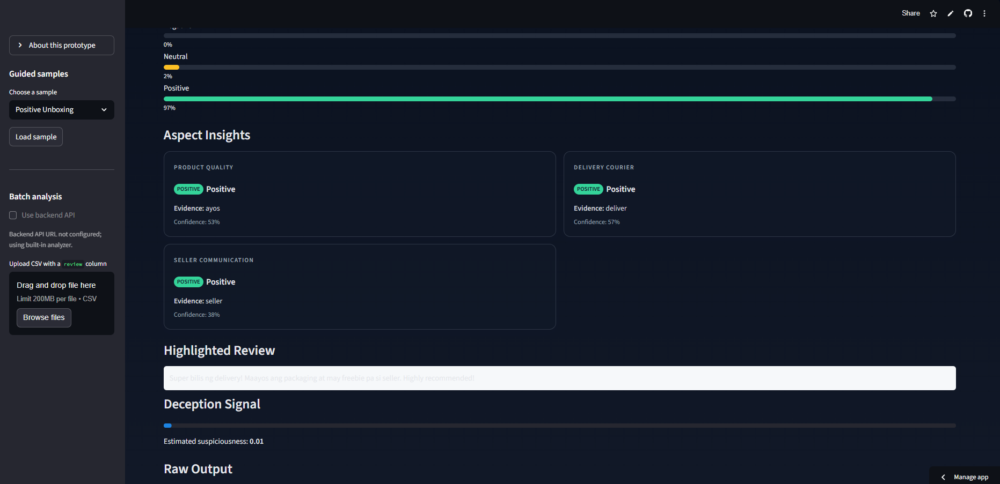 Share
About this prototype
Guided samples
Choose a sample
Positive Unboxing
Load sample
Batch analysis
Use backend API
Backend API URL not configured;
using built-in analyzer.
Upload CSV with a review column
Drag and drop file here
Limit 200MB per file • CSV
Browse files
0%
Neutral
2%
Positive
97%
Aspect Insights
PRODUCT QUALITY
POSITIVE Positive
Evidence: ayos
Confidence: 53%
DELIVERY COURIER
POSITIVE Positive
Evidence: deliver
Confidence: 57%
SELLER COMMUNICATION
POSITIVE Positive
Evidence: seller
Confidence: 38%
Highlighted Review
Super bilis ng delivery! Maayos ang packaging at may freebie pa si seller. Highly recommended!
Deception Signal
Estimated suspiciousness: 0.01
Raw Output
Manage app